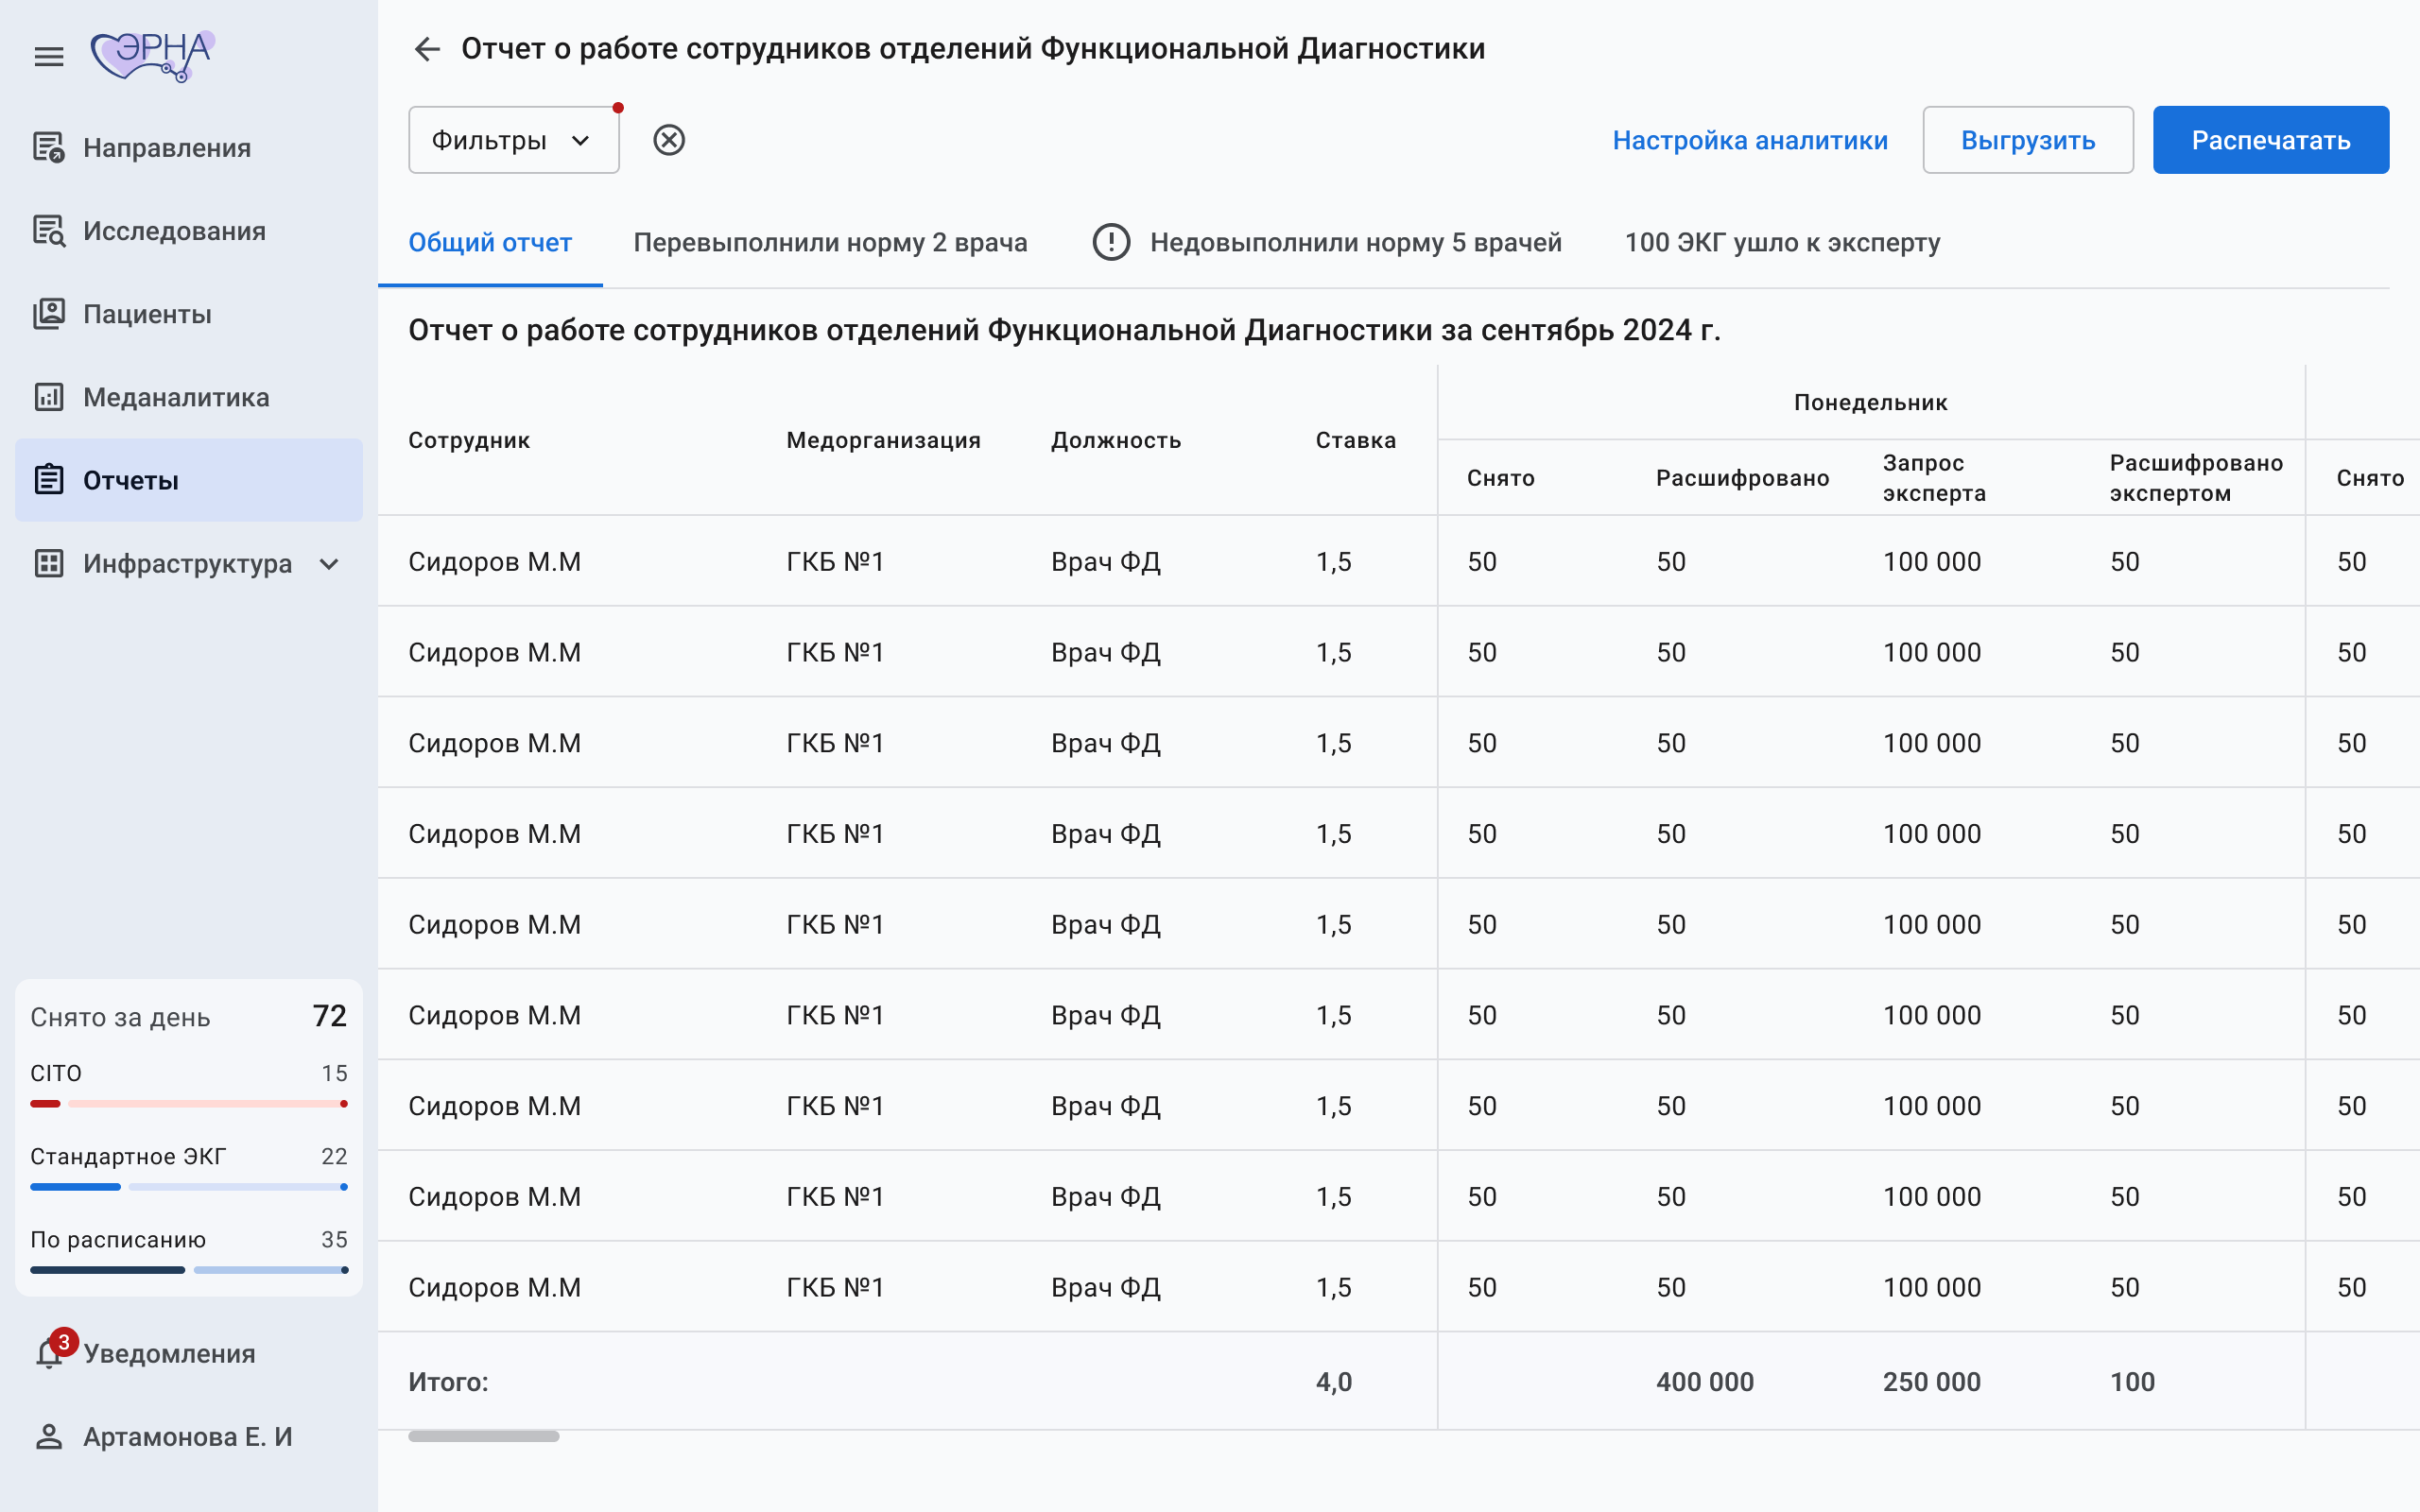 ЭРНА
Направления
Исследования
Пациенты
Меданалитика
Отчеты
Инфраструктура
Снято за день 72
CITO 15
Стандартное ЭКГ 22
По расписанию 35
3
Уведомления
Артамонова Е. И
Отчет о работе сотрудников отделений Функциональной Диагностики
Фильтры
Настройка аналитики Выгрузить Распечатать
Общий отчет Перевыполнили норму 2 врача Недовыполнили норму 5 врачей 100 ЭКГ ушло к эксперту
Отчет о работе сотрудников отделений Функциональной Диагностики за сентябрь 2024 г.
Понедельник
Сотрудник Медорганизация Должность Ставка
Снято Расшифровано Запрос эксперта Расшифровано экспертом Снято
Сидоров М.М ГКБ №1 Врач ФД 1,5 50 50 100 000 50 50
Сидоров М.М ГКБ №1 Врач ФД 1,5 50 50 100 000 50 50
Сидоров М.М ГКБ №1 Врач ФД 1,5 50 50 100 000 50 50
Сидоров М.М ГКБ №1 Врач ФД 1,5 50 50 100 000 50 50
Сидоров М.М ГКБ №1 Врач ФД 1,5 50 50 100 000 50 50
Сидоров М.М ГКБ №1 Врач ФД 1,5 50 50 100 000 50 50
Сидоров М.М ГКБ №1 Врач ФД 1,5 50 50 100 000 50 50
Сидоров М.М ГКБ №1 Врач ФД 1,5 50 50 100 000 50 50
Сидоров М.М ГКБ №1 Врач ФД 1,5 50 50 100 000 50 50
Итого: 4,0 400 000 250 000 100